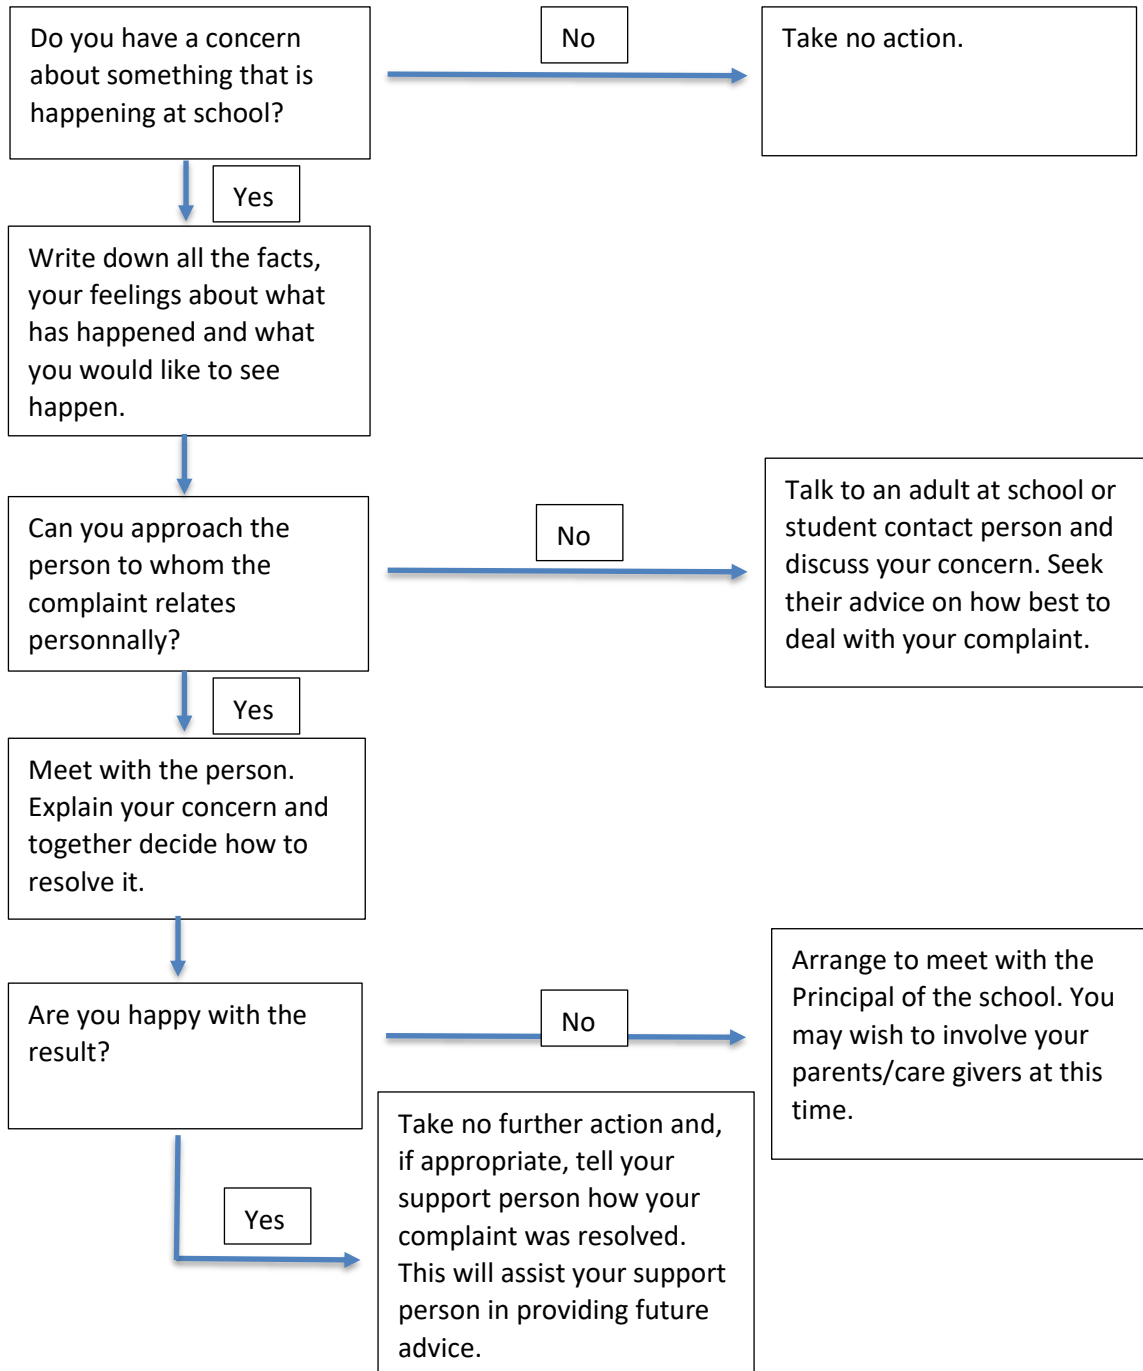 Do you have a concern
about something that is
happening at school?
No
Take no action.
Yes
Write down all the facts,
your feelings about what
has happened and what
you would like to see
happen.
Can you approach the
person to whom the
complaint relates
personnally?
No
Talk to an adult at school or
student contact person and
discuss your concern. Seek
their advice on how best to
deal with your complaint.
Yes
Meet with the person.
Explain your concern and
together decide how to
resolve it.
Are you happy with the
result?
No
Arrange to meet with the
Principal of the school. You
may wish to involve your
parents/care givers at this
time.
Yes
Take no further action and,
if appropriate, tell your
support person how your
complaint was resolved.
This will assist your support
person in providing future
advice.